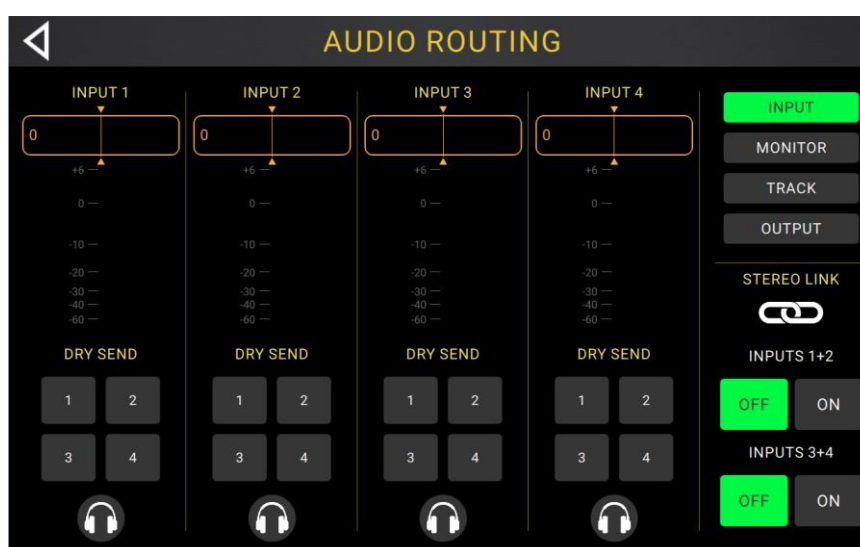 AUDIO ROUTING
INPUT 1 INPUT 2 INPUT 3 INPUT 4
INPUT
0 0 0 0
MONITOR
+6 +6 +6 +6
TRACK
0 0 0 0
OUTPUT
-10 -10 -10 -10
-20 -20 -20 -20
STEREO LINK
-30 -30 -30 -30
-40 -40 -40 -40
-60 -60 -60 -60
DRY SEND DRY SEND DRY SEND DRY SEND
INPUTS 1+2
1 2 1 2 1 2 1 2
OFF ON
3 4 3 4 3 4 3 4
INPUTS 3+4
OFF ON